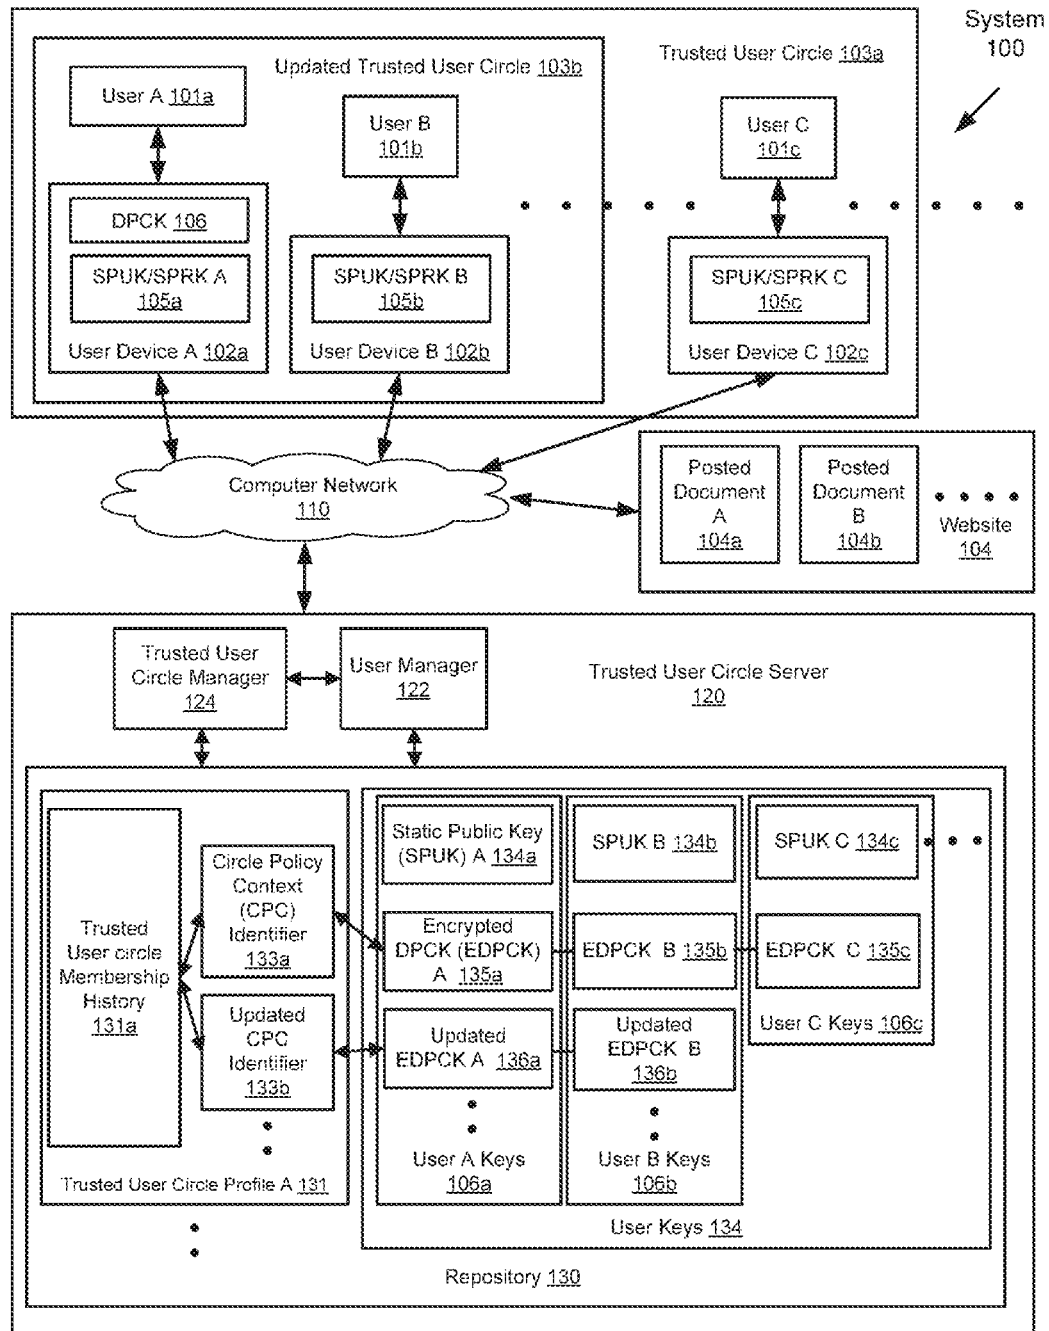 System
100
Trusted User Circle 103a
Updated Trusted User Circle 103b
User A 101a
User B
101b
User C
101c
DPCK 106
SPUK/SPRK A
105a
User Device A 102a
SPUK/SPRK B
105b
User Device B 102b
SPUK/SPRK C
105c
User Device C 102c
Computer Network
110
Posted
Document
A
104a
Posted
Document
B
104b
Website
104
Trusted User
Circle Manager
124
User Manager
122
Trusted User Circle Server
120
Trusted
User circle
Membership
History
131a
Circle Policy
Context (CPC)
Identifier
133a
Updated
CPC
Identifier
133b
Trusted User Circle Profile A 131
Static Public Key
(SPUK) A 134a
Encrypted
DPCK (EDPCK)
A 135a
Updated
EDPCK A 136a
User A Keys
106a
SPUK B 134b
EDPCK B 135b
Updated
EDPCK B
136b
User B Keys
106b
SPUK C 134c
EDPCK C 135c
User C Keys 106c
User Keys 134
Repository 130